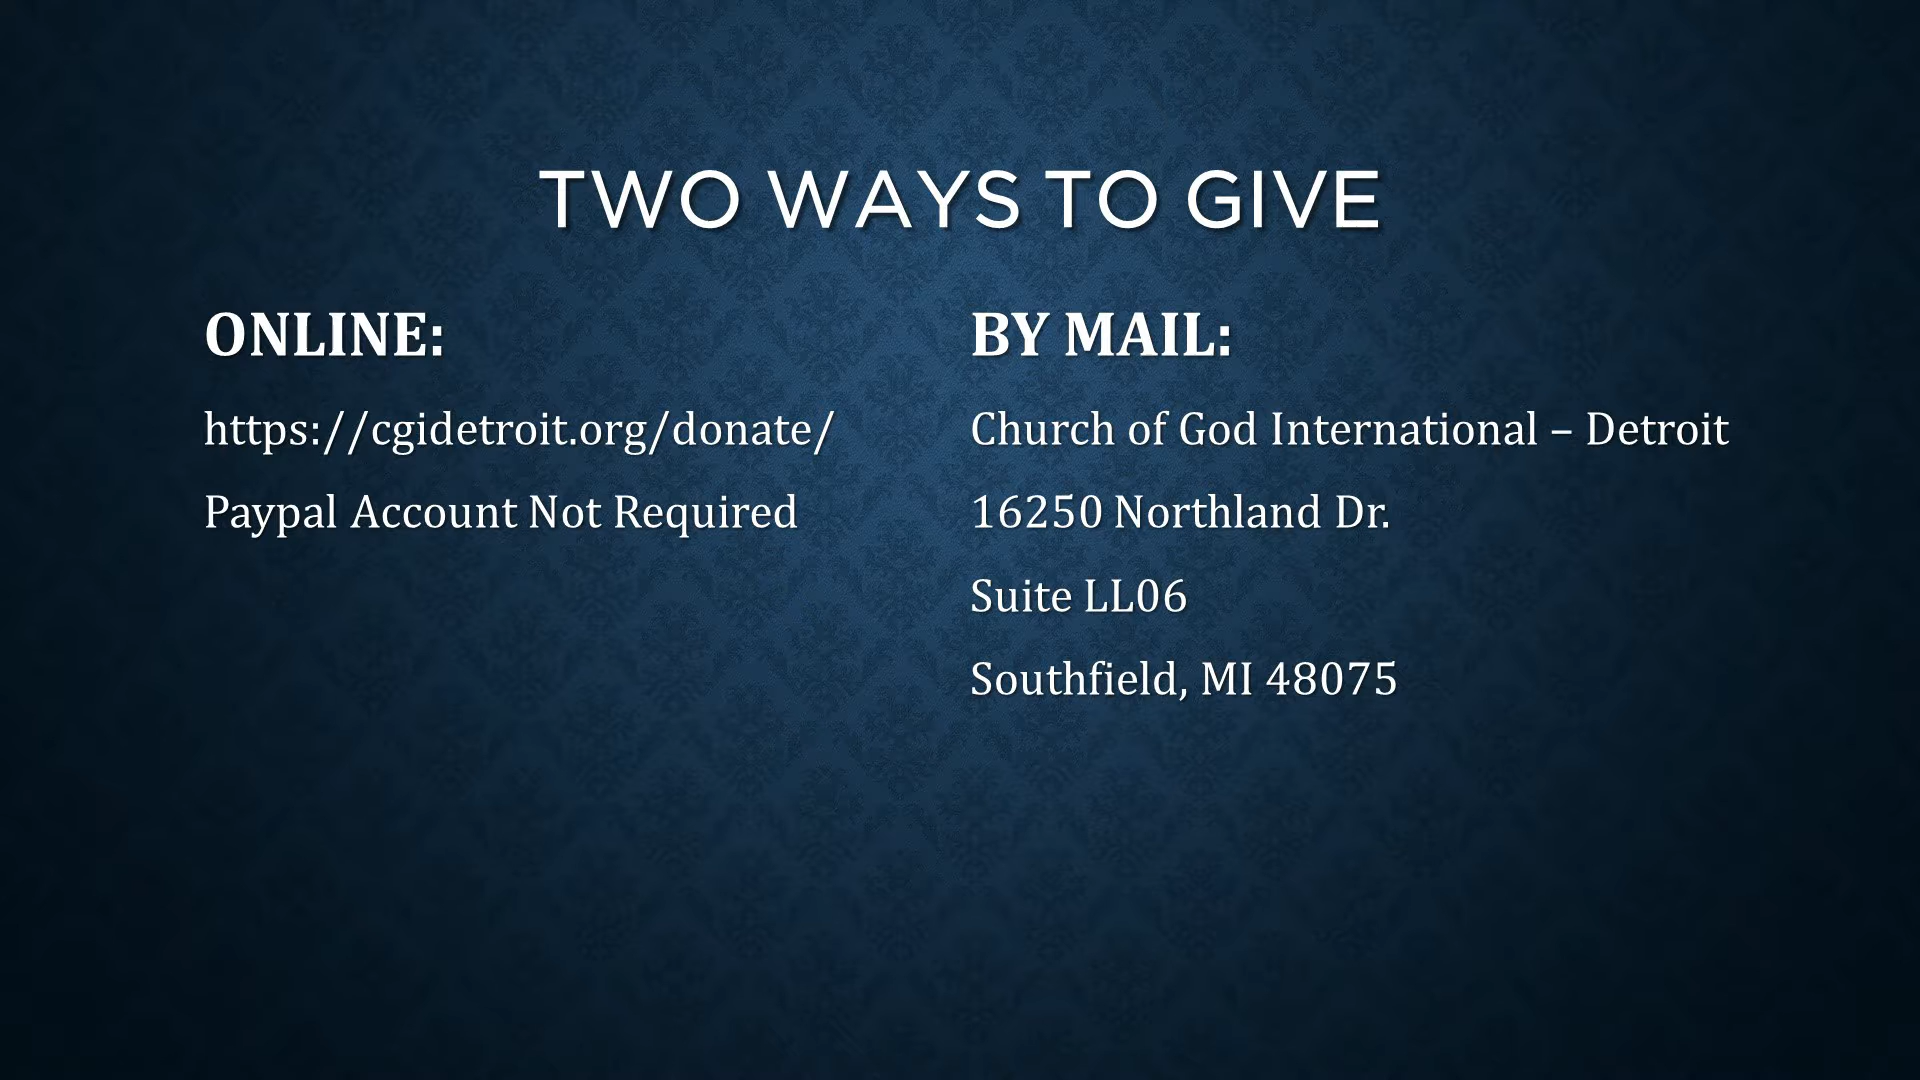 TWO WAYS TO GIVE
ONLINE:
https://cgidetroit.org/donate/
Paypal Account Not Required
BY MAIL:
Church of God International – Detroit
16250 Northland Dr.
Suite LL06
Southfield, MI 48075